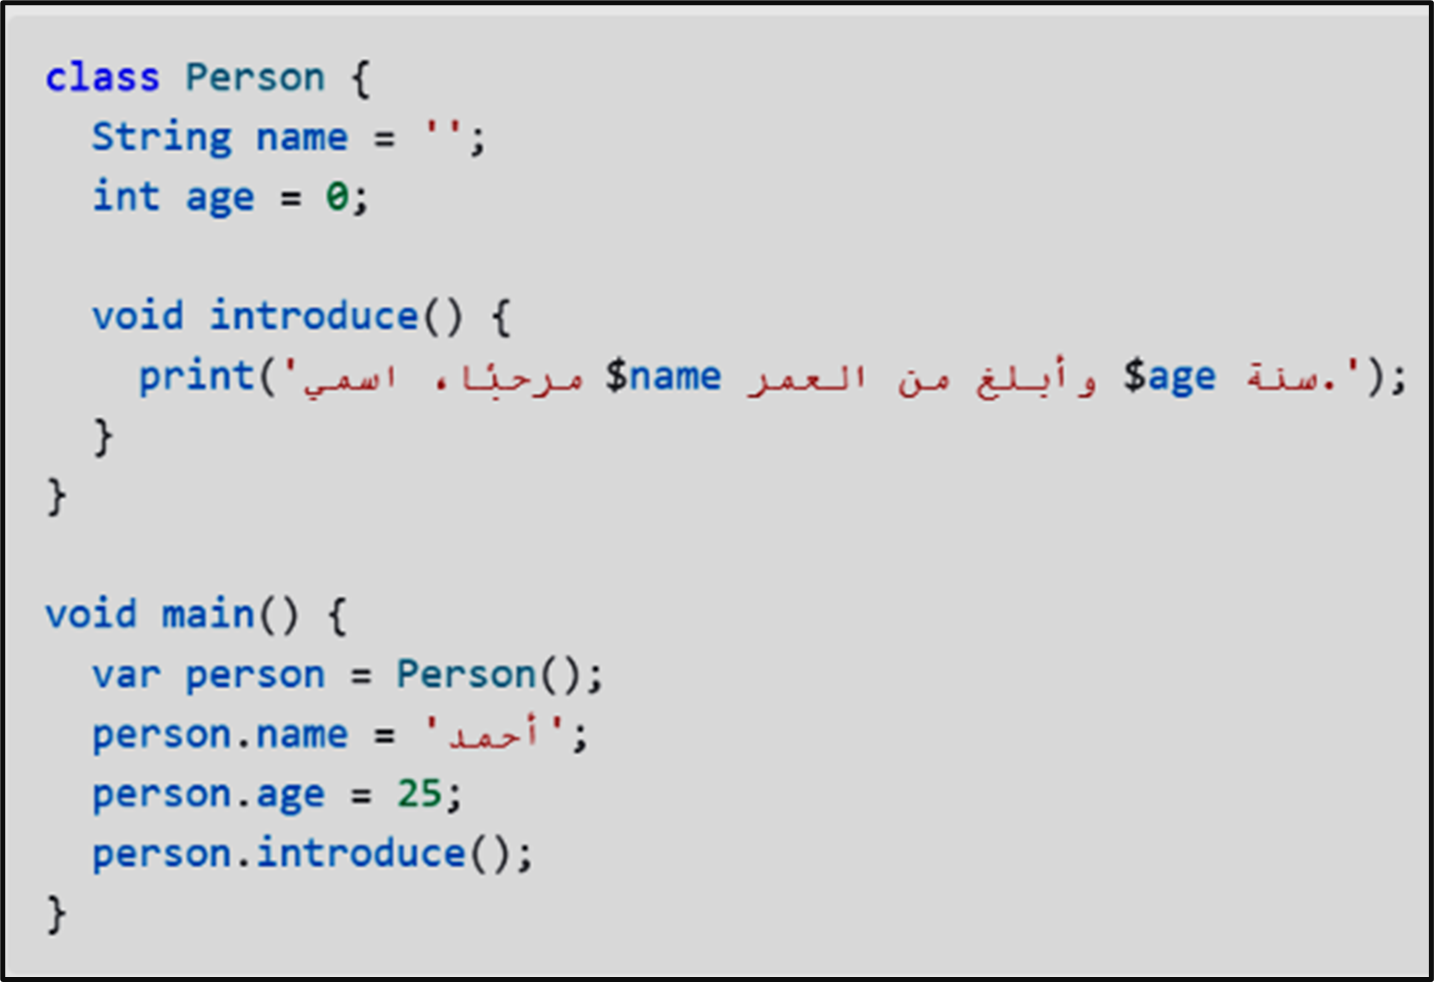 class Person {
  String name = '';
  int age = 0;

  void introduce() {
    print('مرحبًا، اسمي $name وأبلغ من العمر $age سنة.');
  }
}

void main() {
  var person = Person();
  person.name = 'أحمد';
  person.age = 25;
  person.introduce();
}